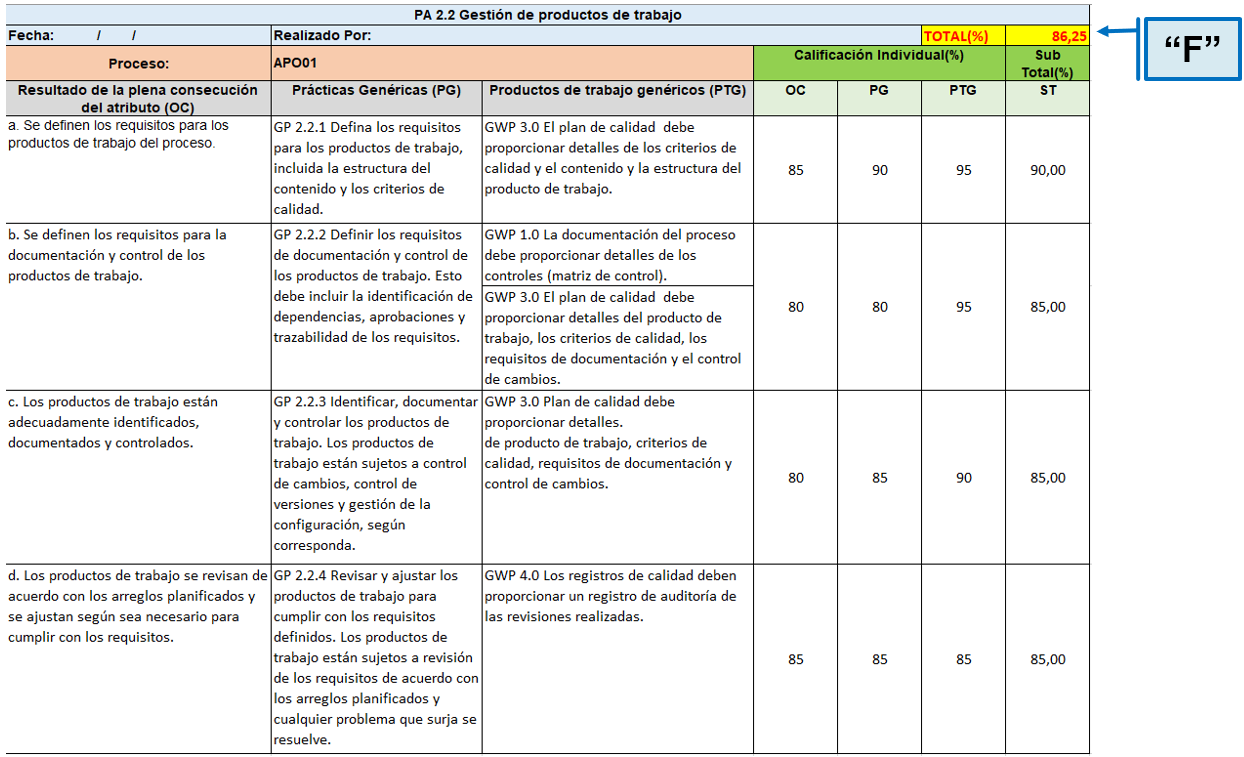 PA 2.2 Gestión de productos de trabajo
Fecha: / / Realizado Por: TOTAL(%) 86,25
“F”
Proceso: APO01 Calificación Individual(%) Sub
Total(%)
Resultado de la plena consecución
del atributo (OC)
Prácticas Genéricas (PG)
Productos de trabajo genéricos (PTG)
OC PG PTG ST
a. Se definen los requisitos para los
productos de trabajo del proceso.
GP 2.2.1 Defina los requisitos
para los productos de trabajo,
incluida la estructura del
contenido y los criterios de
calidad.
GWP 3.0 El plan de calidad debe
proporcionar detalles de los criterios de
calidad y el contenido y la estructura del
producto de trabajo.
85 90 95 90,00
b. Se definen los requisitos para la
documentación y control de los
productos de trabajo.
GP 2.2.2 Definir los requisitos
de documentación y control de
los productos de trabajo. Esto
debe incluir la identificación de
dependencias, aprobaciones y
trazabilidad de los requisitos.
GWP 1.0 La documentación del proceso
debe proporcionar detalles de los
controles (matriz de control).
GWP 3.0 El plan de calidad debe
proporcionar detalles del producto de
trabajo, los criterios de calidad, los
requisitos de documentación y el control
de cambios.
80 80 95 85,00
c. Los productos de trabajo están
adecuadamente identificados,
documentados y controlados.
GP 2.2.3 Identificar, documentar
y controlar los productos de
trabajo. Los productos de
trabajo están sujetos a control
de cambios, control de
versiones y gestión de la
configuración, según
corresponda.
GWP 3.0 Plan de calidad debe
proporcionar detalles.
de producto de trabajo, criterios de
calidad, requisitos de documentación y
control de cambios.
80 85 90 85,00
d. Los productos de trabajo se revisan de
acuerdo con los arreglos planificados y
se ajustan según sea necesario para
cumplir con los requisitos.
GP 2.2.4 Revisar y ajustar los
productos de trabajo para
cumplir con los requisitos
definidos. Los productos de
trabajo están sujetos a revisión
de los requisitos de acuerdo con
los arreglos planificados y
cualquier problema que surja se
resuelve.
GWP 4.0 Los registros de calidad deben
proporcionar un registro de auditoría de
las revisiones realizadas.
85 85 85 85,00